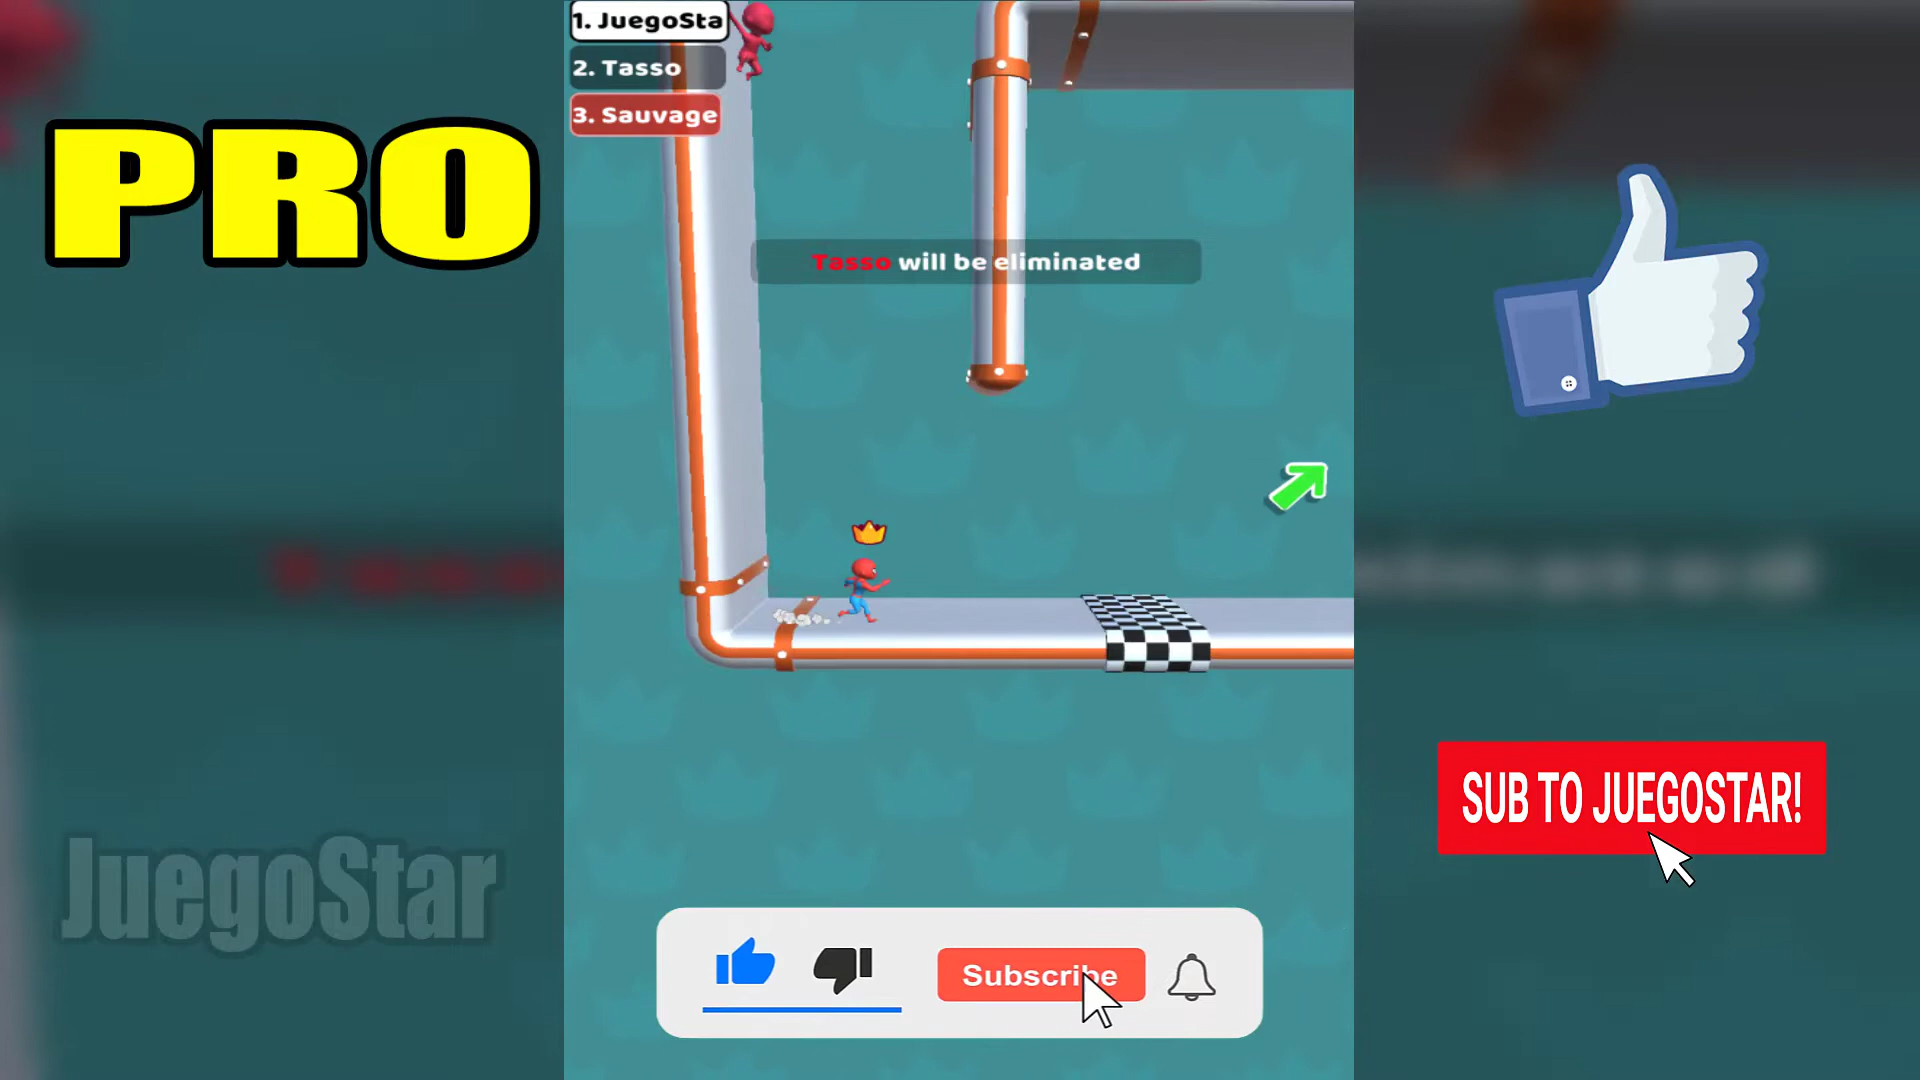 1. JuegoSta
2. Tasso
3. Sauvage
PRO
Tasso will be eliminated
SUB TO JUEGOSTAR!
JuegoStar
Subscribe